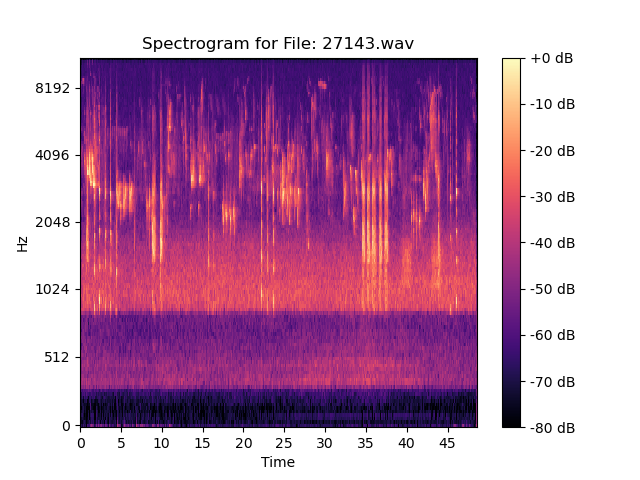 Spectrogram for File: 27143.wav
8192
4096
2048
1024
512
0
Hz
0 5 10 15 20 25 30 35 40 45
Time
+0 dB
-10 dB
-20 dB
-30 dB
-40 dB
-50 dB
-60 dB
-70 dB
-80 dB